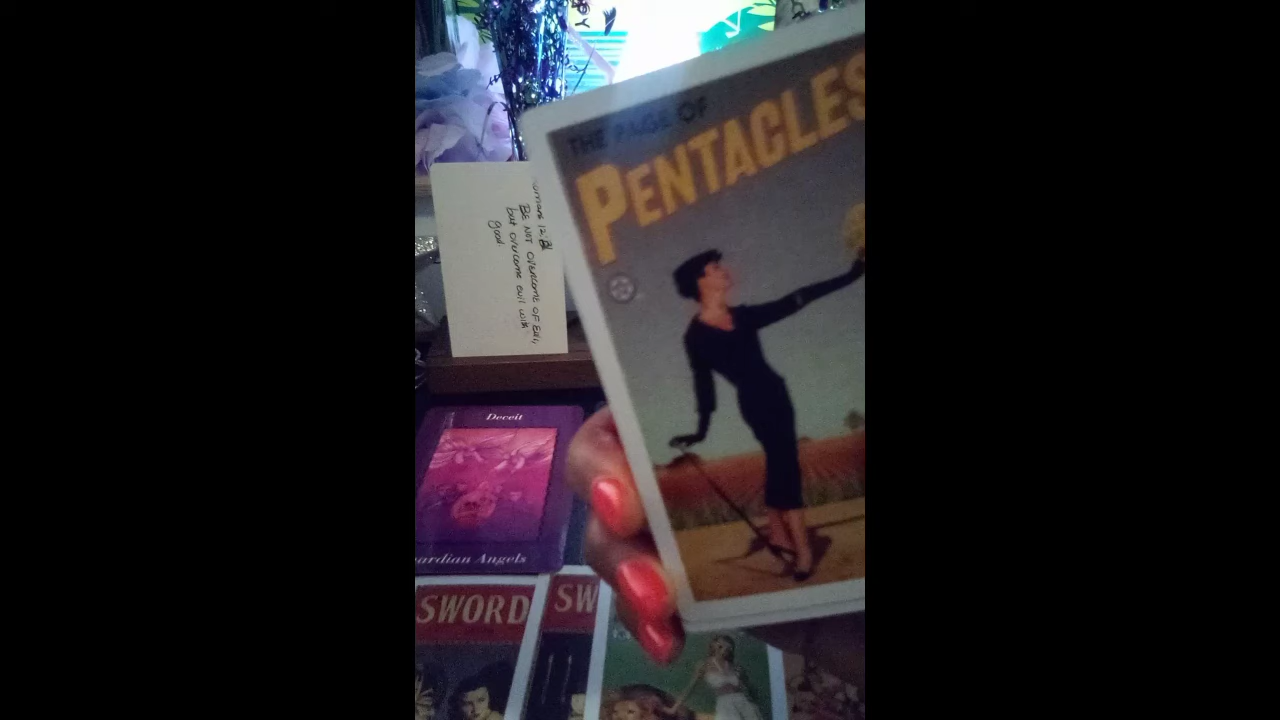 THE PAGE OF
PENTACLES
12:21
BE NOT OVERCOME OF EVIL,
but overcome evil with
good
Deceit
ardian Angels
SWORD
SW